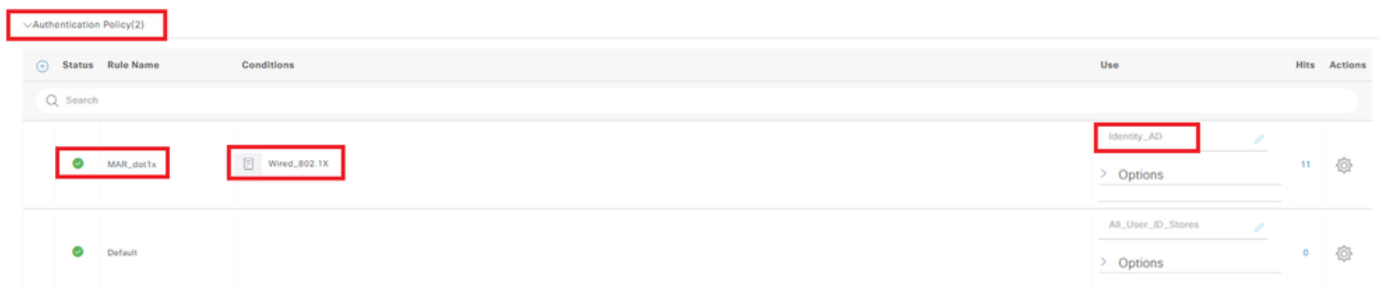 Authentication Policy(2)
Status Rule Name Conditions Use Hits Actions
Search
MAR_dot1x Wired_802.1X Identity_AD 11
Options
Default All_User_ID_Stores 0
Options